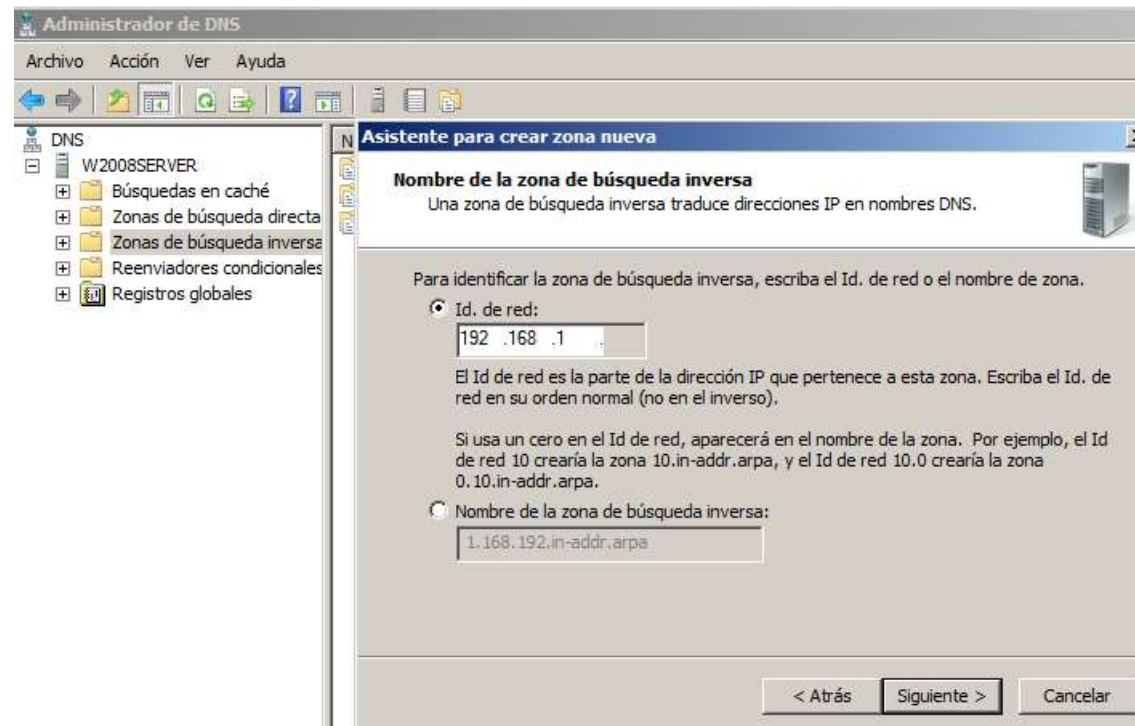 Administrador de DNS
Archivo Acción Ver Ayuda
DNS
W2008SERVER
Búsquedas en caché
Zonas de búsqueda directa
Zonas de búsqueda inversa
Reenviadores condicionales
Registros globales
N
Asistente para crear zona nueva
Nombre de la zona de búsqueda inversa
Una zona de búsqueda inversa traduce direcciones IP en nombres DNS.
Para identificar la zona de búsqueda inversa, escriba el Id. de red o el nombre de zona.
Id. de red:
192 .168 .1 .
El Id de red es la parte de la dirección IP que pertenece a esta zona. Escriba el Id. de
red en su orden normal (no en el inverso).
Si usa un cero en el Id de red, aparecerá en el nombre de la zona. Por ejemplo, el Id
de red 10 crearía la zona 10.in-addr.arpa, y el Id de red 10.0 crearía la zona
0.10.in-addr.arpa.
Nombre de la zona de búsqueda inversa:
1.168.192.in-addr.arpa
< Atrás Siguiente > Cancelar